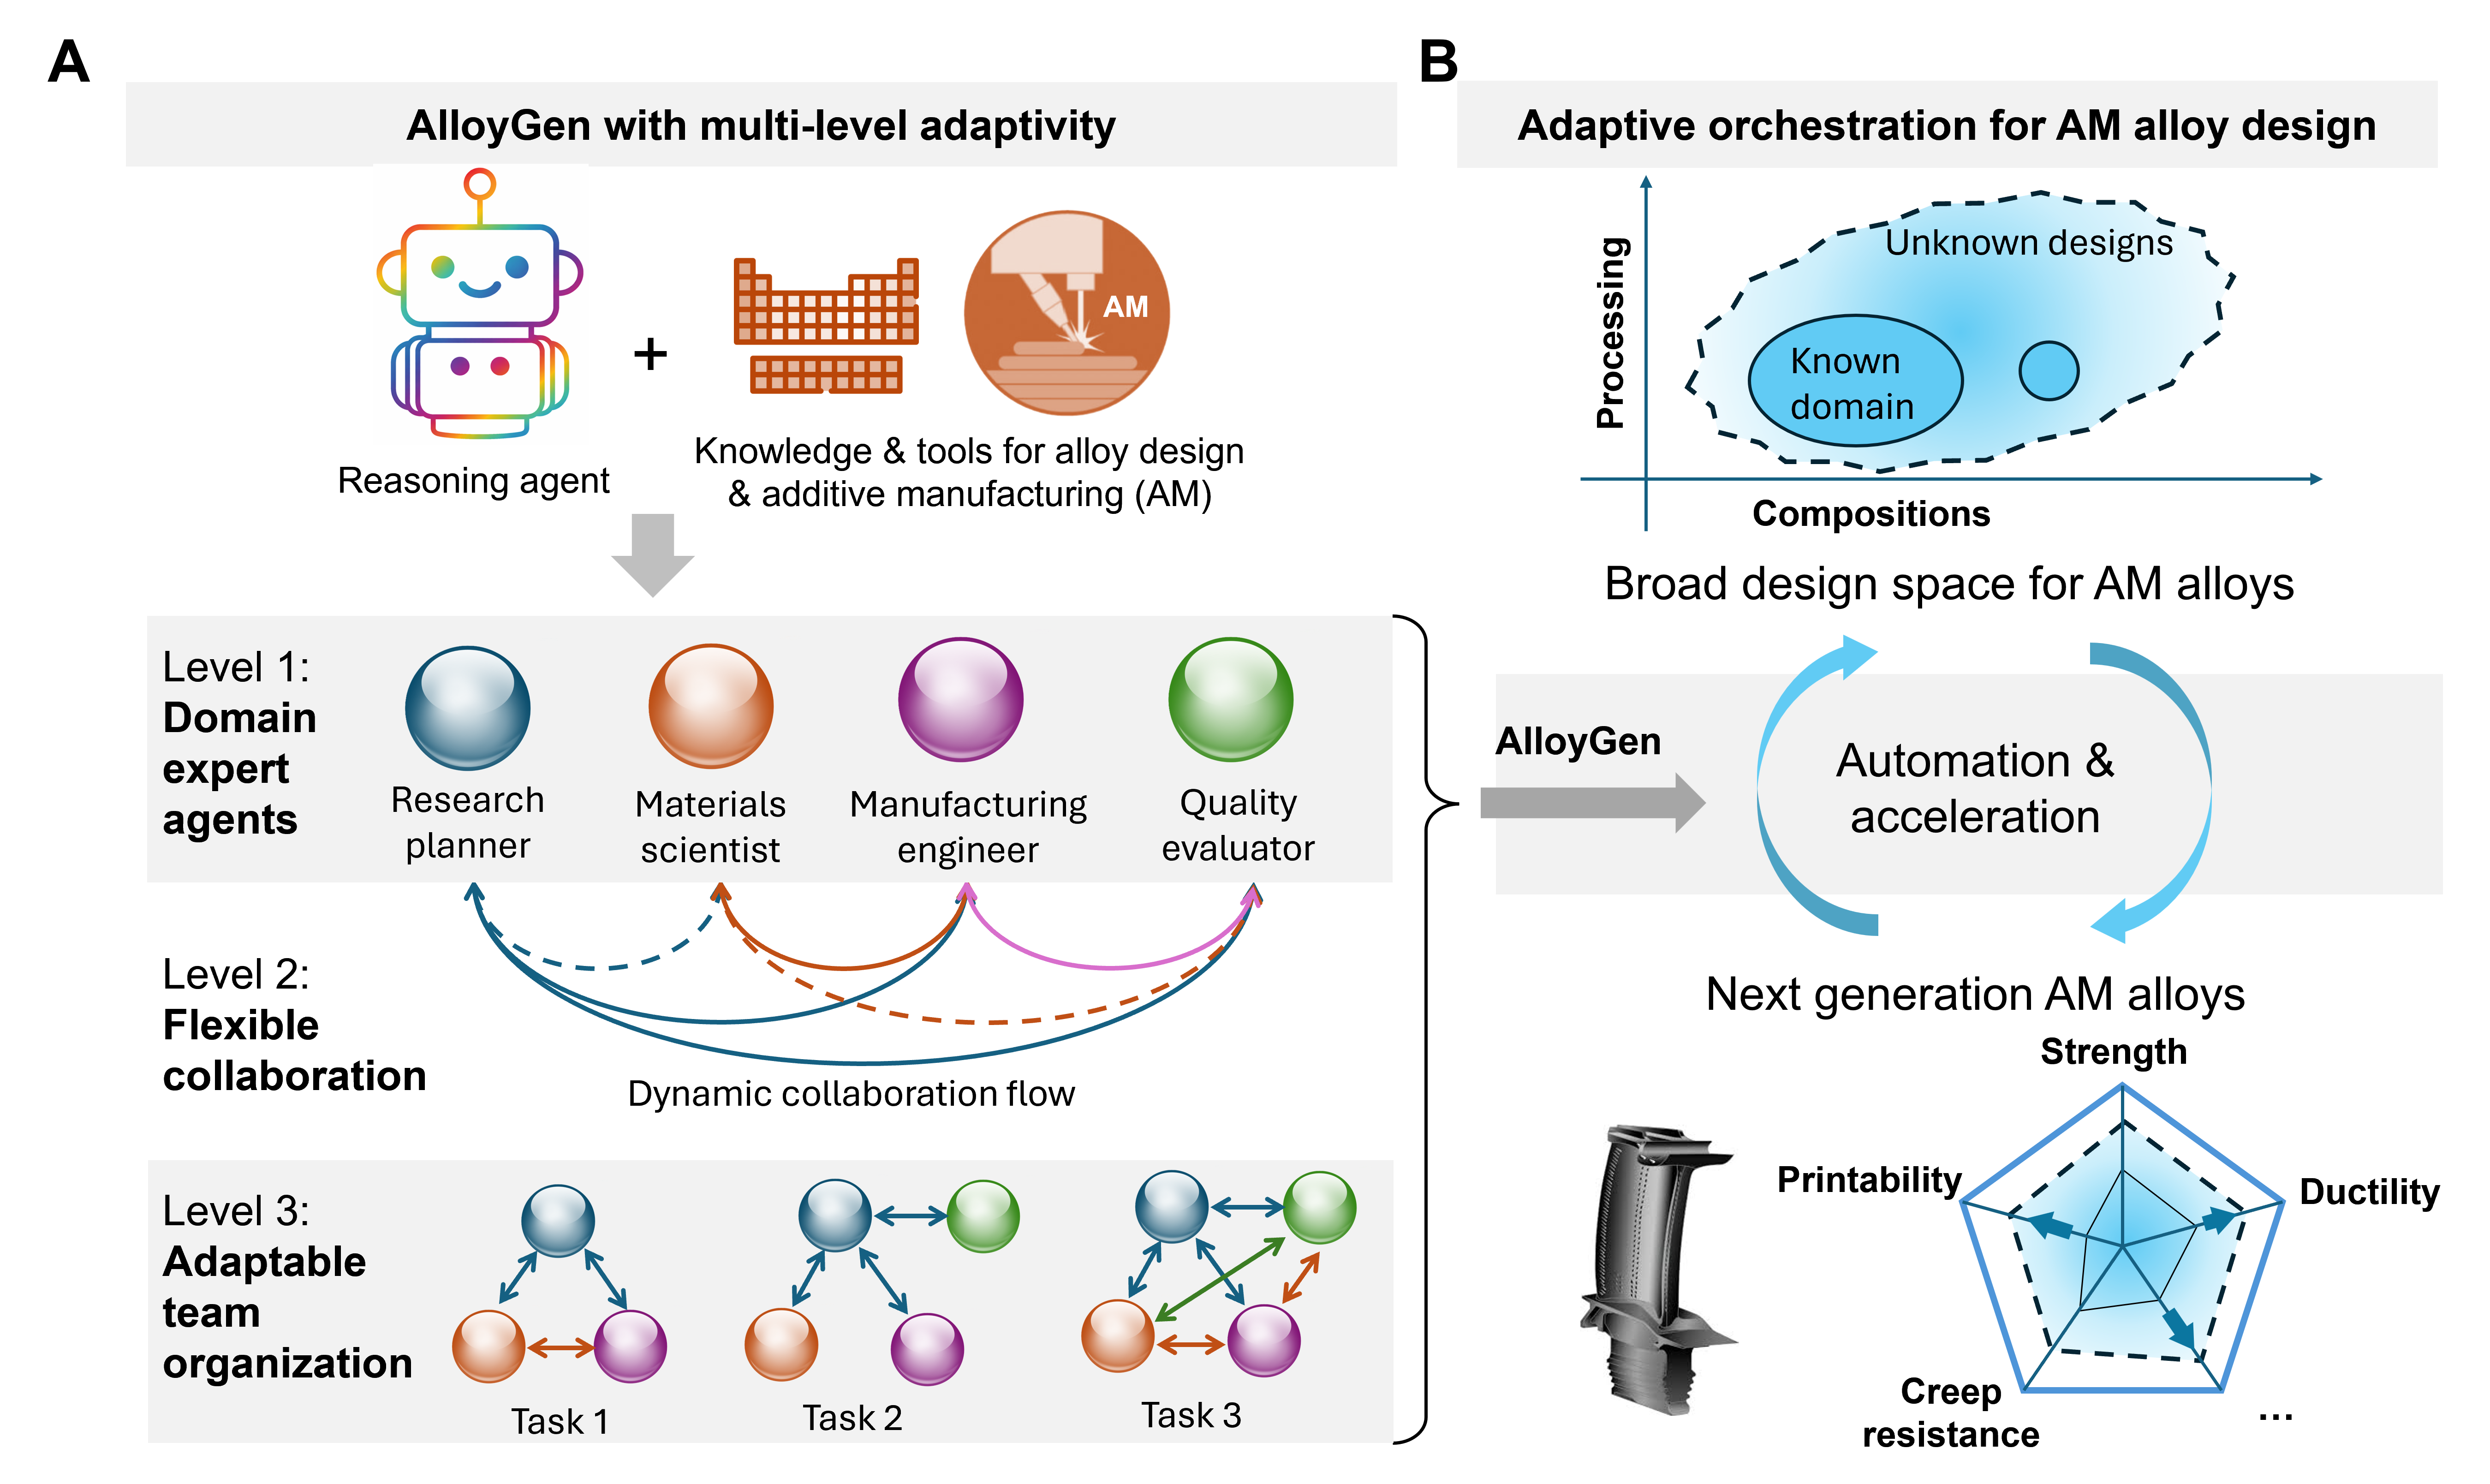 A
AlloyGen with multi-level adaptivity
AM
Reasoning agent
Knowledge & tools for alloy design
& additive manufacturing (AM)
Level 1:
Domain
expert
agents
Research
planner
Materials
scientist
Manufacturing
engineer
Quality
evaluator
Level 2:
Flexible
collaboration
Dynamic collaboration flow
Level 3:
Adaptable
team
organization
Task 1
Task 2
Task 3
B
Adaptive orchestration for AM alloy design
Processing
Unknown designs
Known
domain
Compositions
Broad design space for AM alloys
AlloyGen
Automation &
acceleration
Next generation AM alloys
Strength
Printability
Ductility
Creep
resistance
...